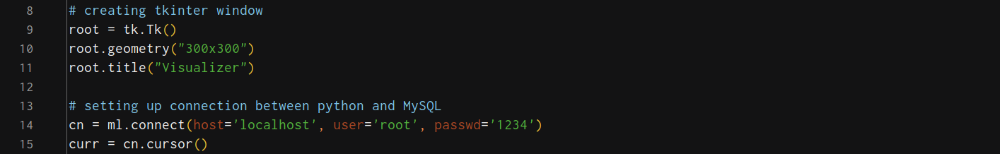 8 # creating tkinter window
9 root = tk.Tk()
10 root.geometry("300x300")
11 root.title("Visualizer")
12
13 # setting up connection between python and MySQL
14 cn = ml.connect(host='localhost', user='root', passwd='1234')
15 curr = cn.cursor()